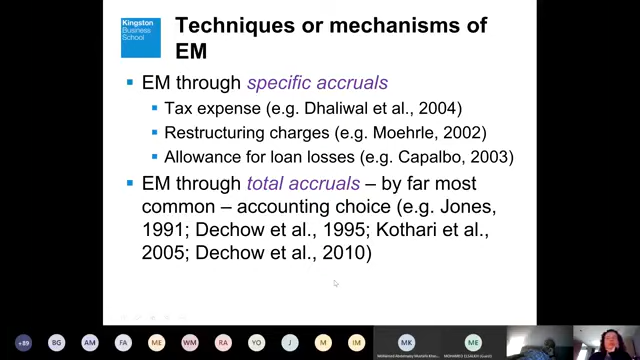 Kingston
Business
School
Techniques or mechanisms of
EM
EM through specific accruals
Tax expense (e.g. Dhaliwal et al., 2004)
Restructuring charges (e.g. Moehrle, 2002)
Allowance for loan losses (e.g. Capalbo, 2003)
EM through total accruals – by far most
common – accounting choice (e.g. Jones,
1991; Dechow et al., 1995; Kothari et al.,
2005; Dechow et al., 2010)
+89 BG AM FA ME WM RA YO J M IM MK ME